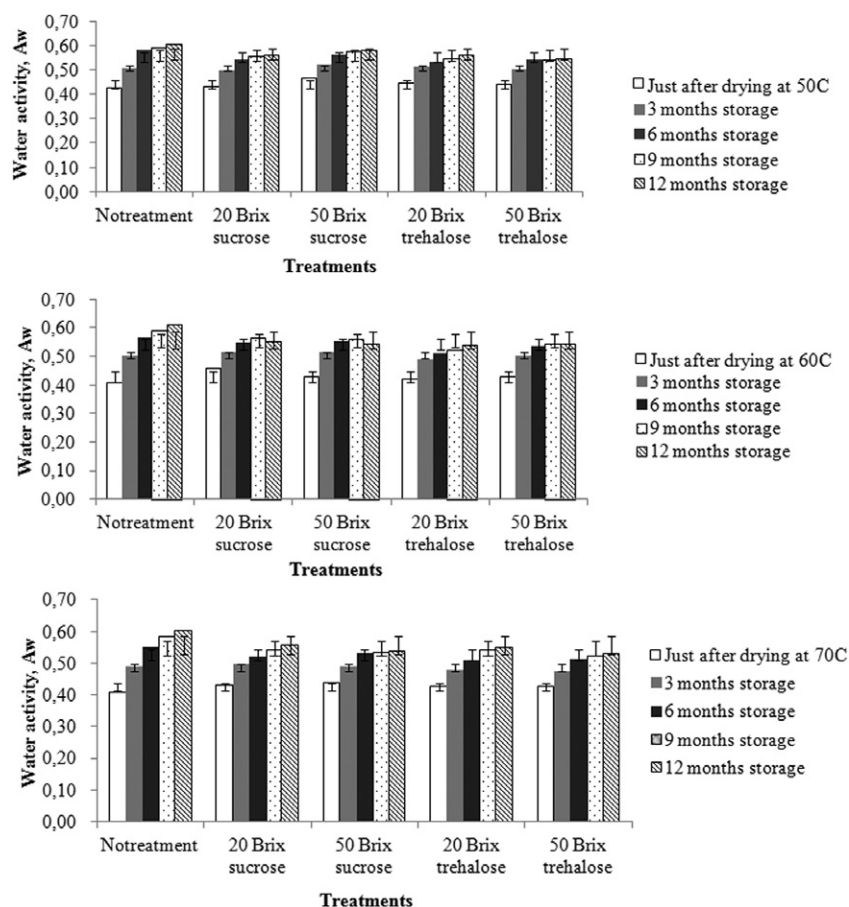 Water activity, Aw
0,70
0,60
0,50
0,40
0,30
0,20
0,10
0,00
Notreatment
20 Brix
sucrose
50 Brix
sucrose
20 Brix
trehalose
50 Brix
trehalose
Treatments
Just after drying at 50C
3 months storage
6 months storage
9 months storage
12 months storage
Water activity, Aw
0,70
0,60
0,50
0,40
0,30
0,20
0,10
0,00
Notreatment
20 Brix
sucrose
50 Brix
sucrose
20 Brix
trehalose
50 Brix
trehalose
Treatments
Just after drying at 60C
3 months storage
6 months storage
9 months storage
12 months storage
Water activity, Aw
0,70
0,60
0,50
0,40
0,30
0,20
0,10
0,00
Notreatment
20 Brix
sucrose
50 Brix
sucrose
20 Brix
trehalose
50 Brix
trehalose
Treatments
Just after drying at 70C
3 months storage
6 months storage
9 months storage
12 months storage